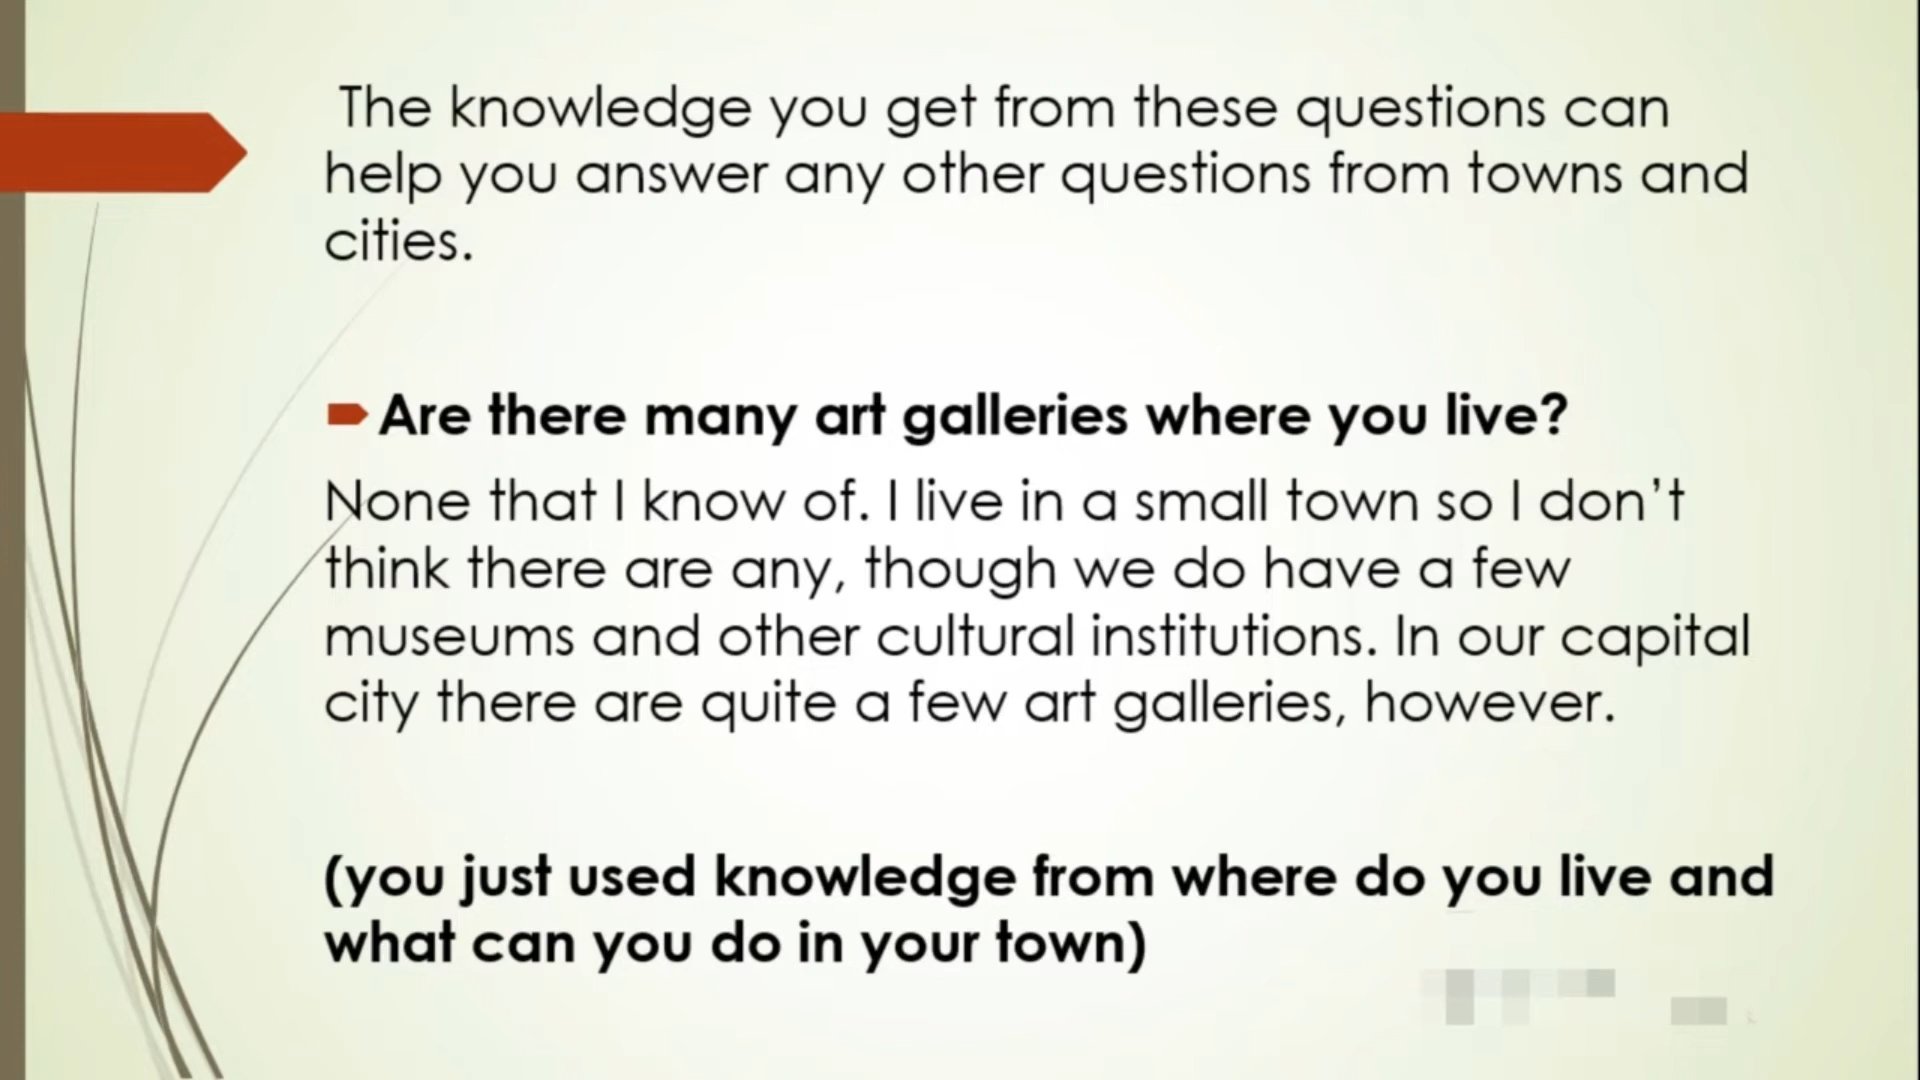 The knowledge you get from these questions can
help you answer any other questions from towns and
cities.
Are there many art galleries where you live?
None that I know of. I live in a small town so I don't
think there are any, though we do have a few
museums and other cultural institutions. In our capital
city there are quite a few art galleries, however.
(you just used knowledge from where do you live and
what can you do in your town)